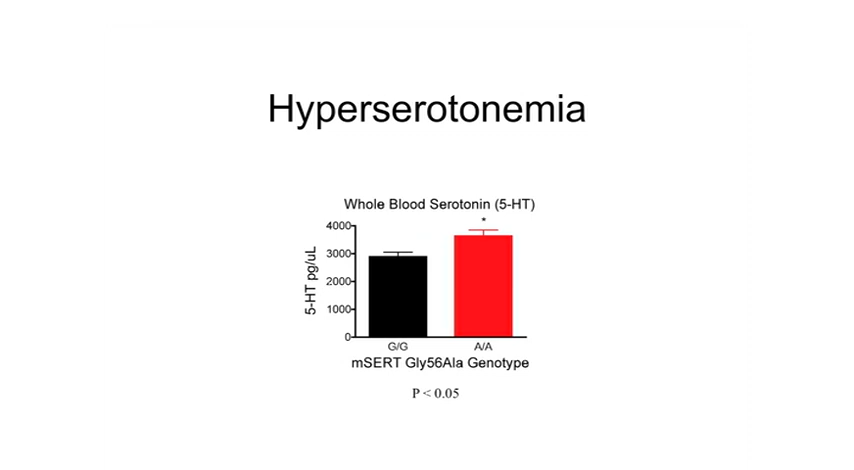 Hyperserotonemia
Whole Blood Serotonin (5-HT)
*
4000
3000
2000
1000
0
5-HT pg/uL
G/G A/A
mSERT Gly56Ala Genotype
P < 0.05